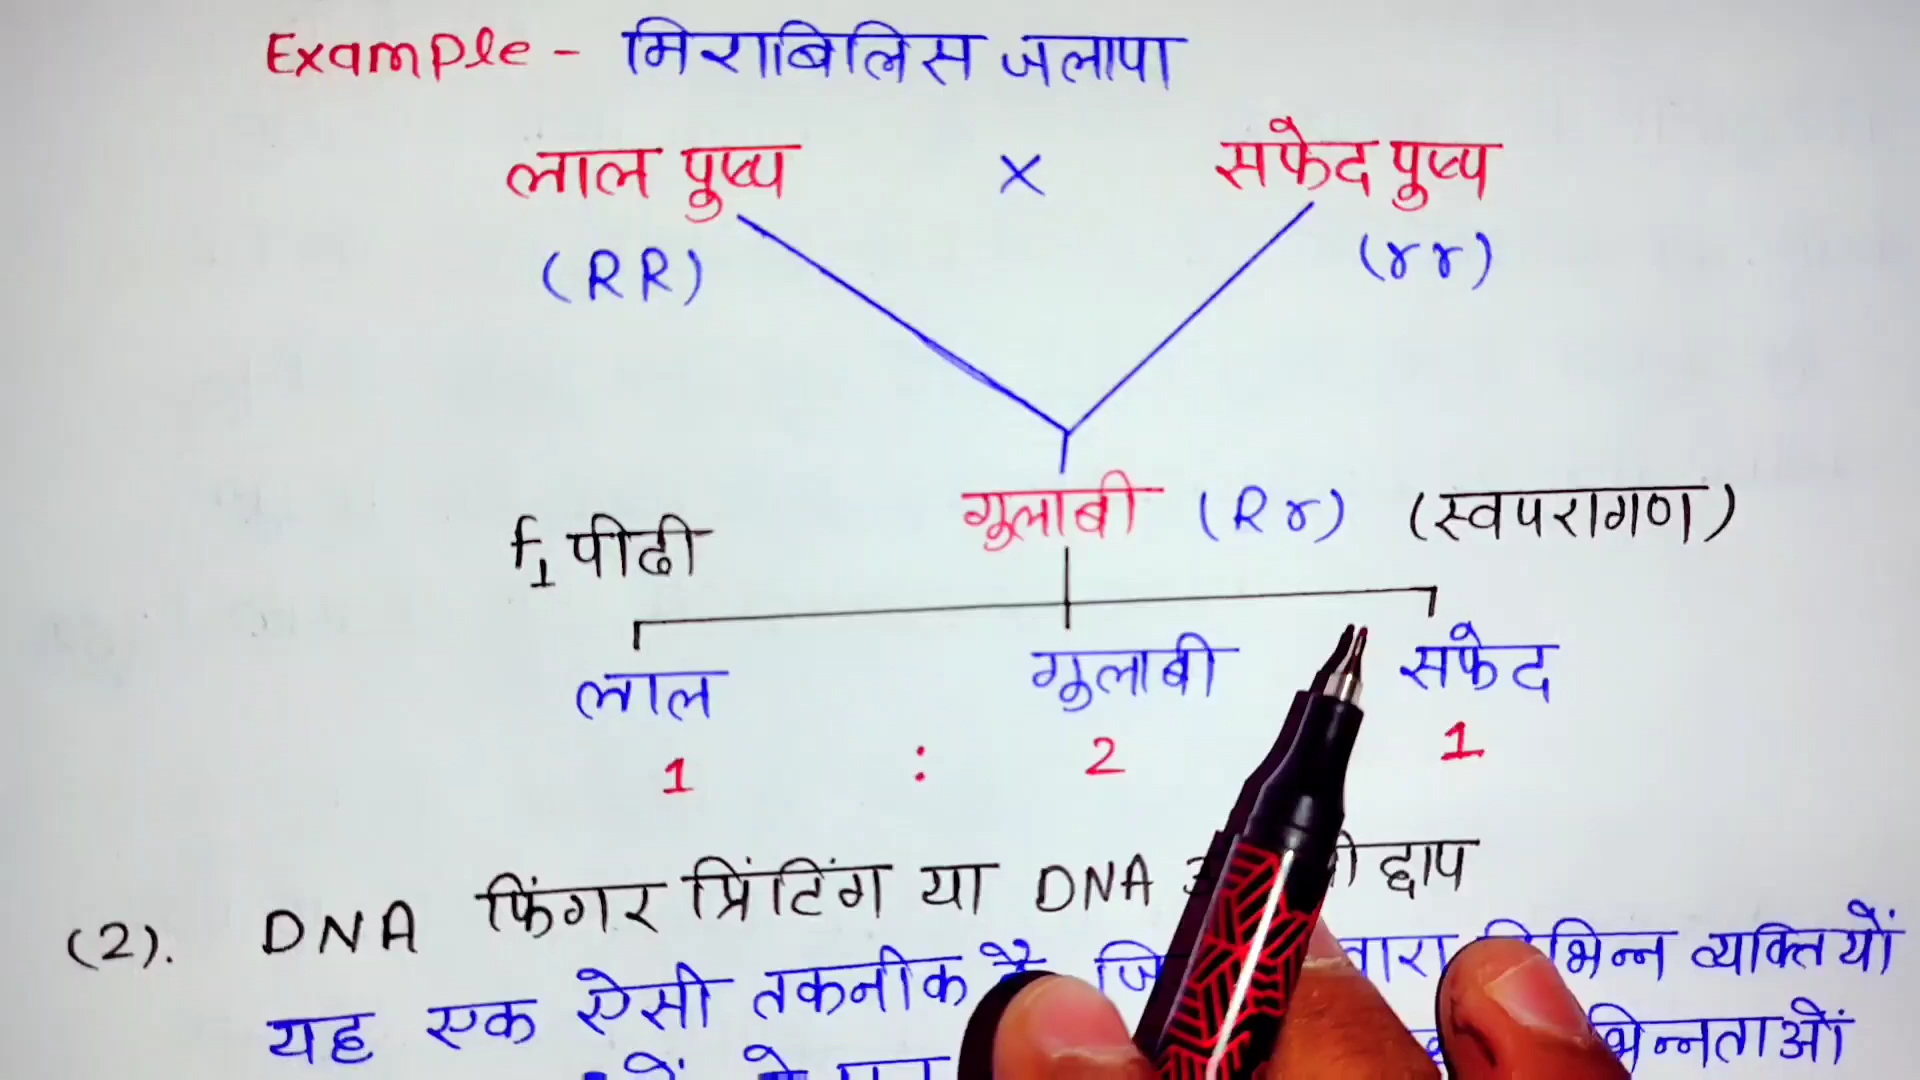 Example - मिराबिलिस जलापा
लाल पुष्प × सफेद पुष्प
(RR) (rr)
f₁ पीढी गुलाबी (Rr) (स्वपरागण)
लाल गुलाबी सफेद
1 : 2 1
(2). DNA फिंगर प्रिंटिंग या DNA छाप
यह एक ऐसी तकनीक है व्यक्तियों